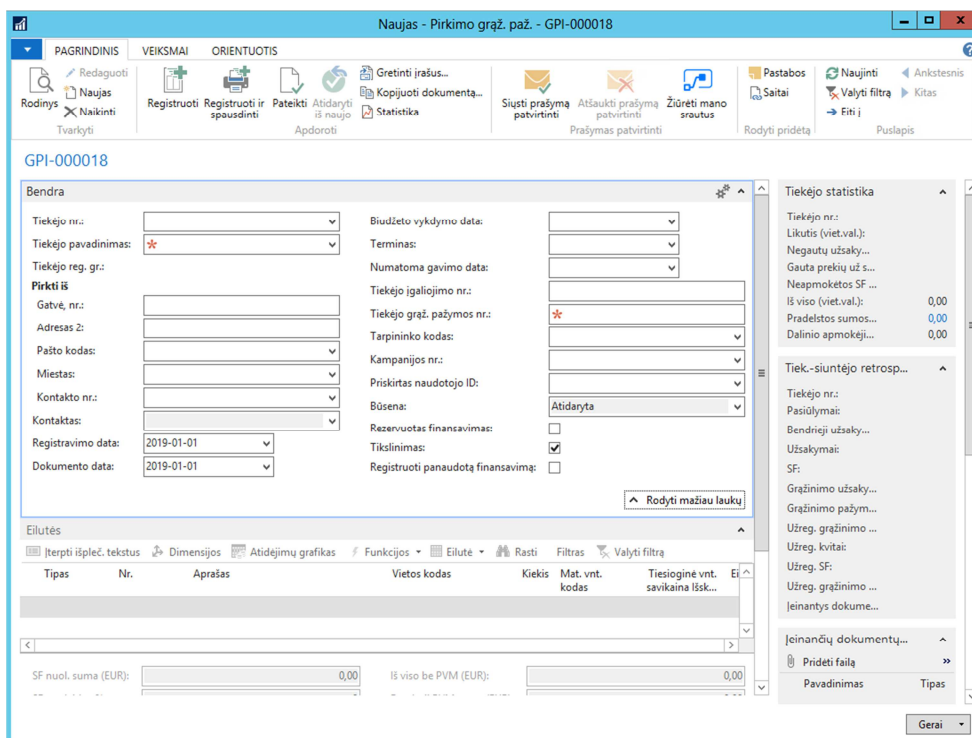 Naujas - Pirkimo grąž. paž. - GPI-000018
PAGRINDINIS VEIKSMAI ORIENTUOTIS
Rodinys
Redaguoti
Naujas
Naikinti
Tvarkyti
Registruoti
Registruoti ir spausdinti
Pateikti
Atidaryti iš naujo
Gretinti įrašus...
Kopijuoti dokumentą...
Statistika
Apdoroti
Siųsti prašymą patvirtinti
Atšaukti prašymą patvirtinti
Žiūrėti mano srautus
Prašymas patvirtinti
Pastabos
Saitai
Rodyti pridėtą
Naujinti
Valyti filtrą
Eiti į
Ankstesnis
Kitas
Puslapis
GPI-000018
Bendra
Tiekėjo nr.:
Tiekėjo pavadinimas: *
Tiekėjo reg. gr.:
Pirkti iš
Gatvė, nr.:
Adresas 2:
Pašto kodas:
Miestas:
Kontakto nr.:
Kontaktas:
Registravimo data: 2019-01-01
Dokumento data: 2019-01-01
Biudžeto vykdymo data:
Terminas:
Numatoma gavimo data:
Tiekėjo įgaliojimo nr.:
Tiekėjo grąž. pažymos nr.: *
Tarpininko kodas:
Kampanijos nr.:
Priskirtas naudotojo ID:
Būsena: Atidaryta
Rezervuotas finansavimas:
Tikslinimas:
Registruoti panaudotą finansavimą:
Rodyti mažiau laukų
Eilutės
Įterpti išpleč. tekstus Dimensijos Atidėjimų grafikas Funkcijos Eilutė Rasti Filtras Valyti filtrą
Tipas Nr. Aprašas Vietos kodas Kiekis Mat. vnt. kodas Tiesioginė vnt. savikaina Išsk... Ei
SF nuol. suma (EUR): 0,00 Iš viso be PVM (EUR): 0,00
Tiekėjo statistika
Tiekėjo nr.:
Likutis (viet.val.):
Negautų užsaky...
Gauta prekių už s...
Neapmokėtos SF ...
Iš viso (viet.val.): 0,00
Pradelstos sumos... 0,00
Dalinio apmokėji... 0,00
Tiek.-siuntėjo retrosp...
Tiekėjo nr.:
Pasiūlymai:
Bendrieji užsaky...
Užsakymai:
SF:
Grąžinimo užsaky...
Grąžinimo pažym...
Užreg. grąžinimo ...
Užreg. kvitai:
Užreg. SF:
Užreg. grąžinimo ...
Įeinantys dokume...
Įeinančių dokumentų...
Pridėti failą
Pavadinimas Tipas
Gerai